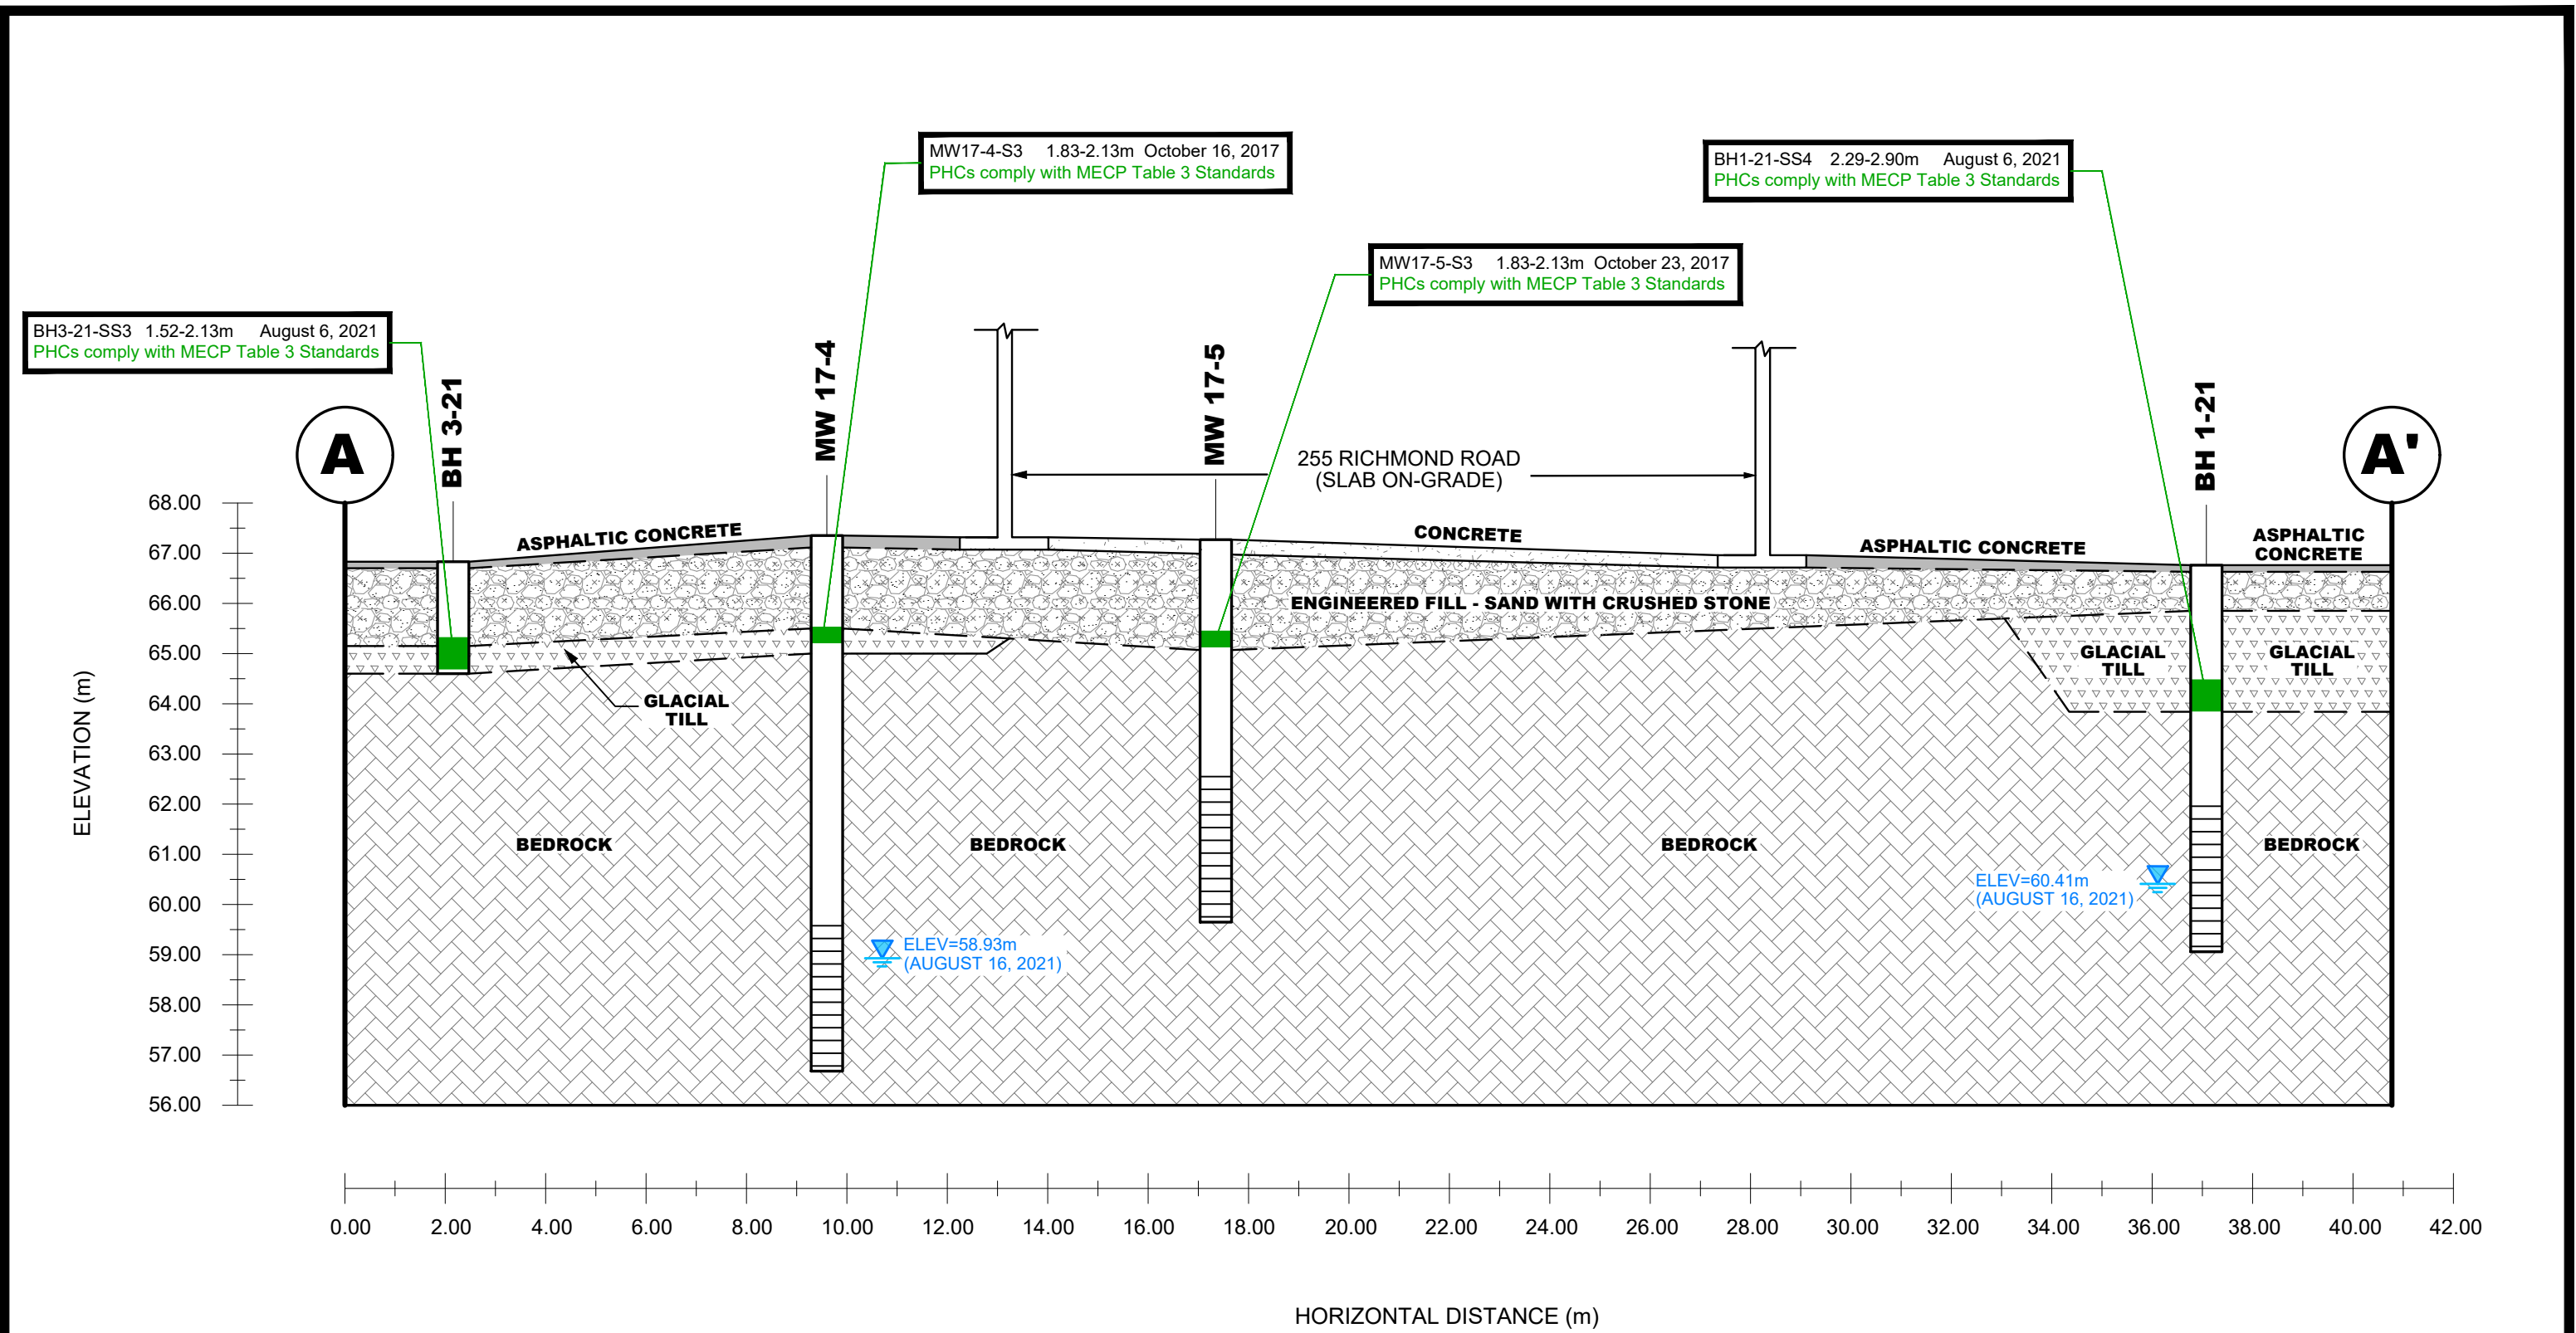 MW17-4-S3 1.83-2.13m October 16, 2017
PHCs comply with MECP Table 3 Standards
BH1-21-SS4 2.29-2.90m August 6, 2021
PHCs comply with MECP Table 3 Standards
MW17-5-S3 1.83-2.13m October 23, 2017
PHCs comply with MECP Table 3 Standards
BH3-21-SS3 1.52-2.13m August 6, 2021
PHCs comply with MECP Table 3 Standards
A
BH 3-21
MW 17-4
MW 17-5
255 RICHMOND ROAD
(SLAB ON-GRADE)
BH 1-21
A'
ASPHALTIC CONCRETE
CONCRETE
ASPHALTIC CONCRETE
ASPHALTIC
CONCRETE
ENGINEERED FILL - SAND WITH CRUSHED STONE
GLACIAL
TILL
GLACIAL
TILL
GLACIAL
TILL
BEDROCK
BEDROCK
BEDROCK
BEDROCK
ELEV=60.41m
(AUGUST 16, 2021)
ELEV=58.93m
(AUGUST 16, 2021)
ELEVATION (m)
68.00
67.00
66.00
65.00
64.00
63.00
62.00
61.00
60.00
59.00
58.00
57.00
56.00
0.00 2.00 4.00 6.00 8.00 10.00 12.00 14.00 16.00 18.00 20.00 22.00 24.00 26.00 28.00 30.00 32.00 34.00 36.00 38.00 40.00 42.00
HORIZONTAL DISTANCE (m)